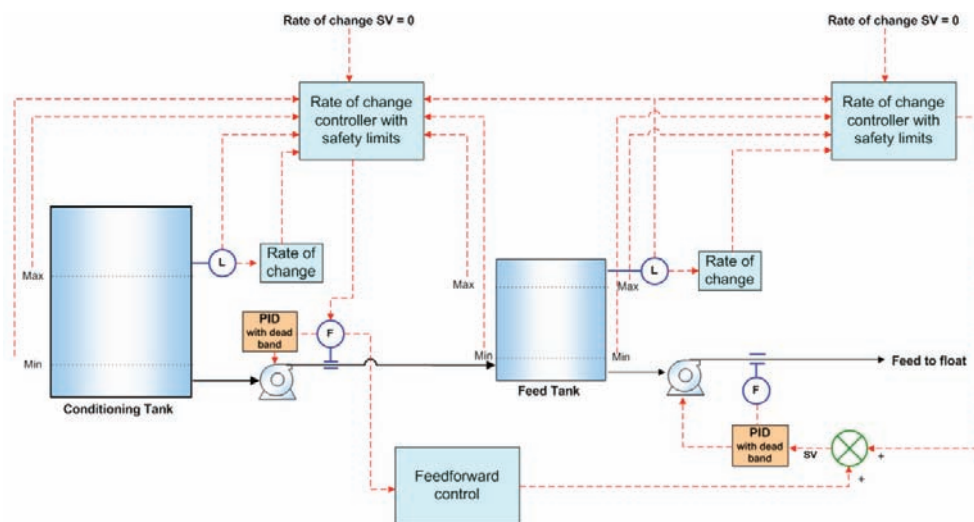 Rate of change SV = 0
Rate of change SV = 0
Rate of change
controller with
safety limits
Rate of change
controller with
safety limits
L
Rate of
change
L
Rate of
change
Max
Max
Max
PID
with dead
band
F
Min
Min
Min
Feed to float
Conditioning Tank
Feed Tank
F
PID
with dead
band
SV
+
+
Feedforward
control